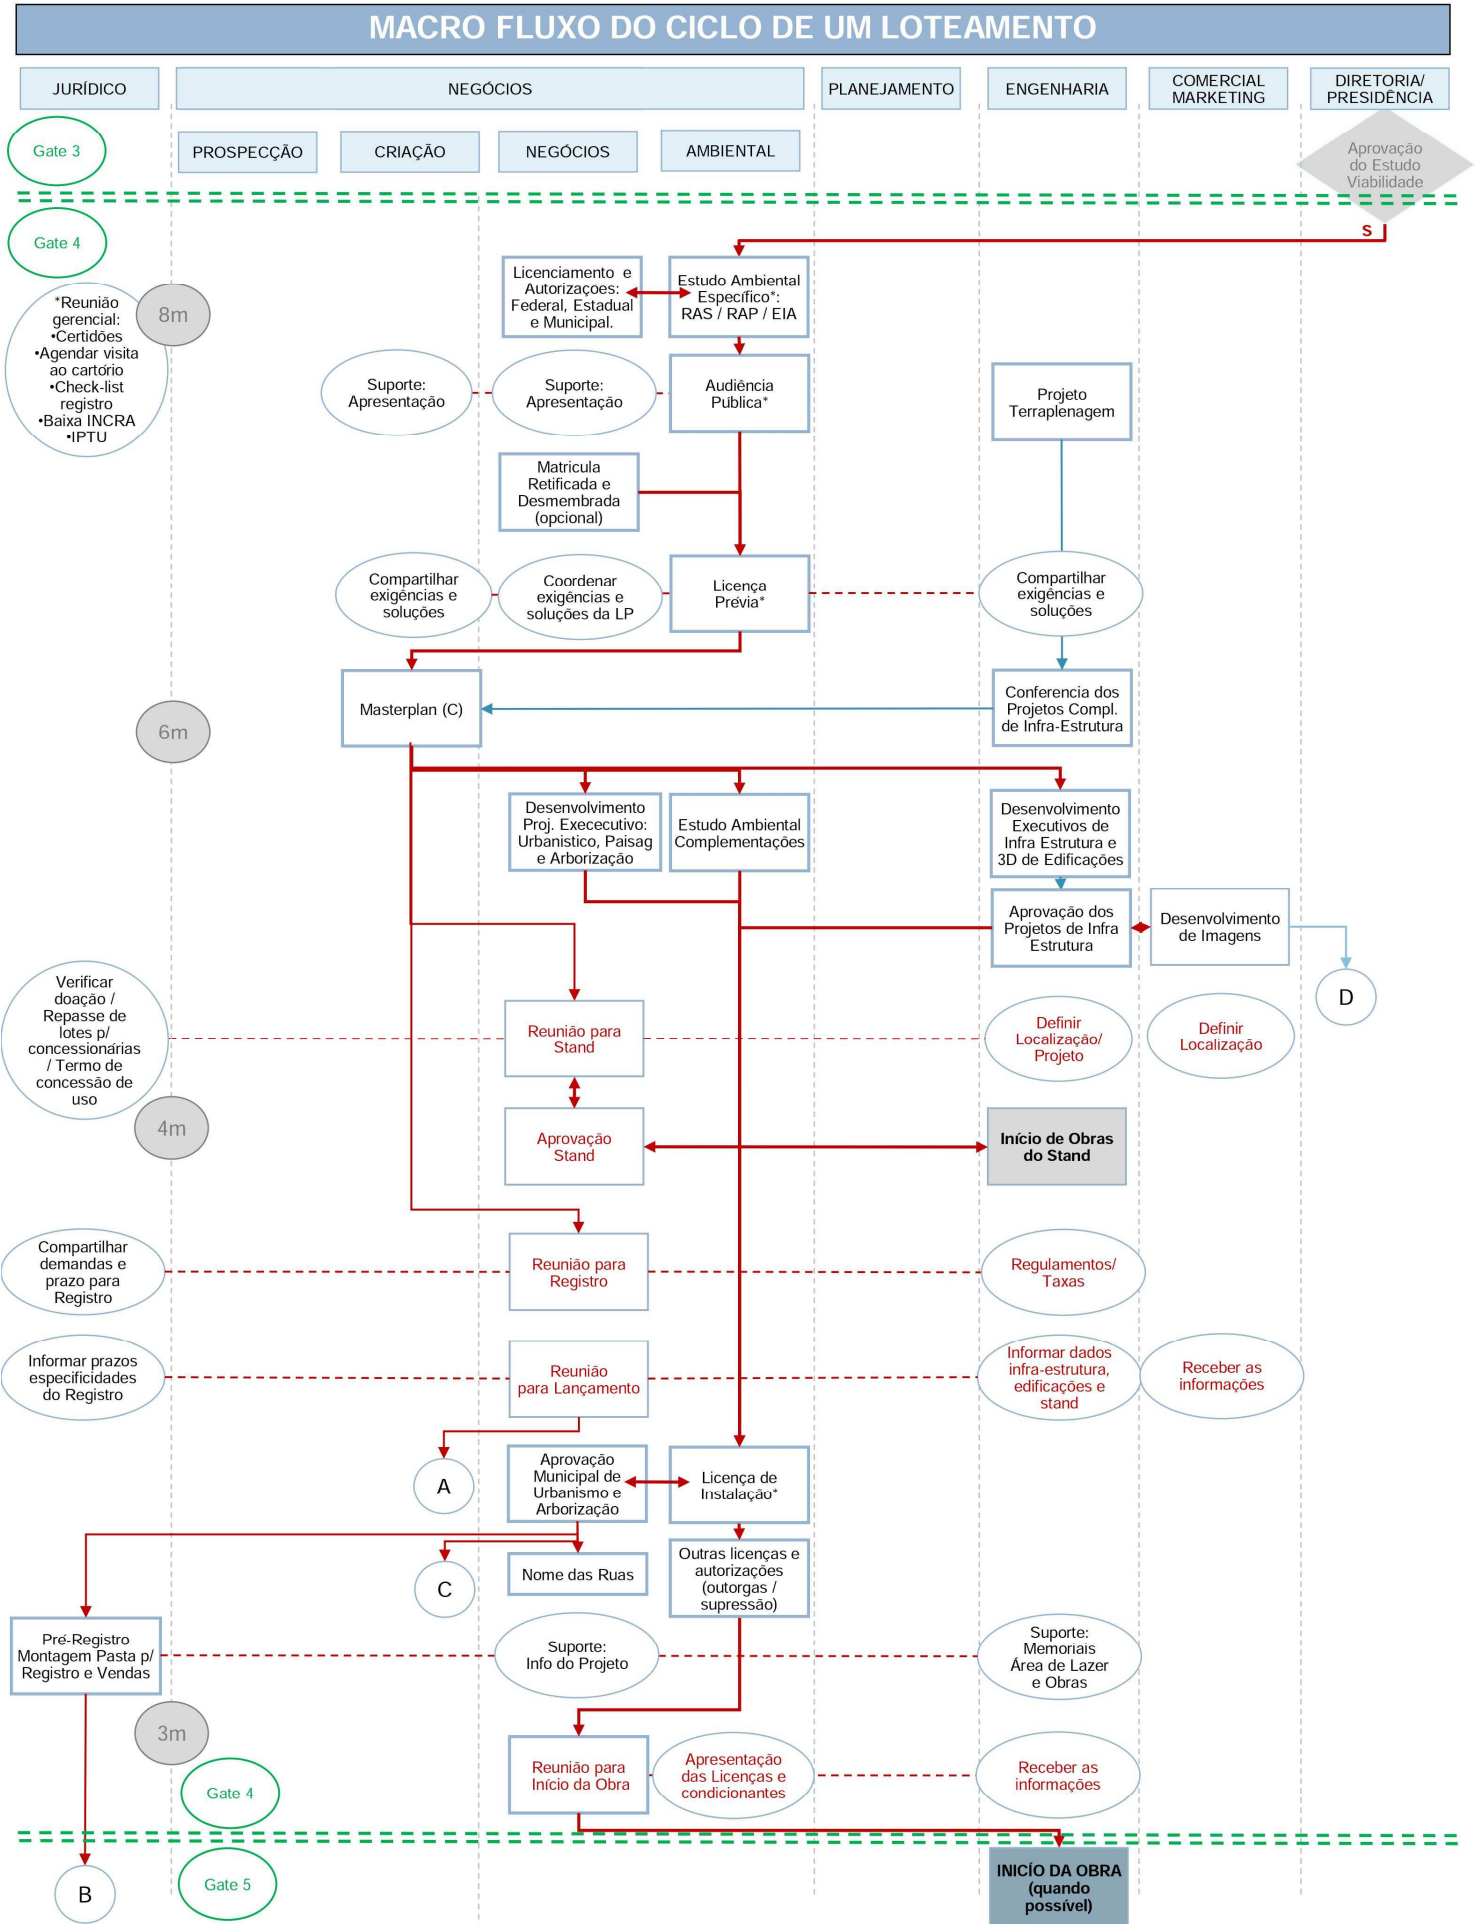 MACRO FLUXO DO CICLO DE UM LOTEAMENTO
JURÍDICO
NEGÓCIOS
PLANEJAMENTO
ENGENHARIA
COMERCIAL
MARKETING
DIRETORIA/
PRESIDÊNCIA
Gate 3
PROSPECÇÃO
CRIAÇÃO
NEGÓCIOS
AMBIENTAL
Aprovação
do Estudo
Viabilidade
S
Gate 4
Licenciamento e
Autorizaçoes:
Federal, Estadual
e Municipal.
Estudo Ambiental
Específico*:
RAS / RAP / EIA
*Reunião
gerencial:
•Certidões
•Agendar visita
ao cartório
•Check-list
registro
•Baixa INCRA
•IPTU
8m
Suporte:
Apresentação
Suporte:
Apresentação
Audiência
Publica*
Projeto
Terraplenagem
Matricula
Retificada e
Desmembrada
(opcional)
Compartilhar
exigências e
soluções
Coordenar
exigências e
soluções da LP
Licença
Prévia*
Compartilhar
exigências e
soluções
Masterplan (C)
Conferencia dos
Projetos Compl.
de Infra-Estrutura
6m
Desenvolvimento
Proj. Exececutivo:
Urbanistico, Paisag
e Arborização
Estudo Ambiental
Complementações
Desenvolvimento
Executivos de
Infra Estrutura e
3D de Edificações
Aprovação dos
Projetos de Infra
Estrutura
Desenvolvimento
de Imagens
D
Verificar
doação /
Repasse de
lotes p/
concessionárias
/ Termo de
concessão de
uso
Reunião para
Stand
Definir
Localização/
Projeto
Definir
Localização
4m
Aprovação
Stand
Início de Obras
do Stand
Compartilhar
demandas e
prazo para
Registro
Reunião para
Registro
Regulamentos/
Taxas
Informar prazos
especificidades
do Registro
Reunião
para Lançamento
Informar dados
infra-estrutura,
edificações e
stand
Receber as
informações
A
Aprovação
Municipal de
Urbanismo e
Arborização
Licença de
Instalação*
C
Nome das Ruas
Outras licenças e
autorizações
(outorgas /
supressão)
Pré-Registro
Montagem Pasta p/
Registro e Vendas
Suporte:
Info do Projeto
Suporte:
Memoriais
Área de Lazer
e Obras
3m
Gate 4
Reunião para
Início da Obra
Apresentação
das Licenças e
condicionantes
Receber as
informações
B
Gate 5
INICÍO DA OBRA
(quando
possível)